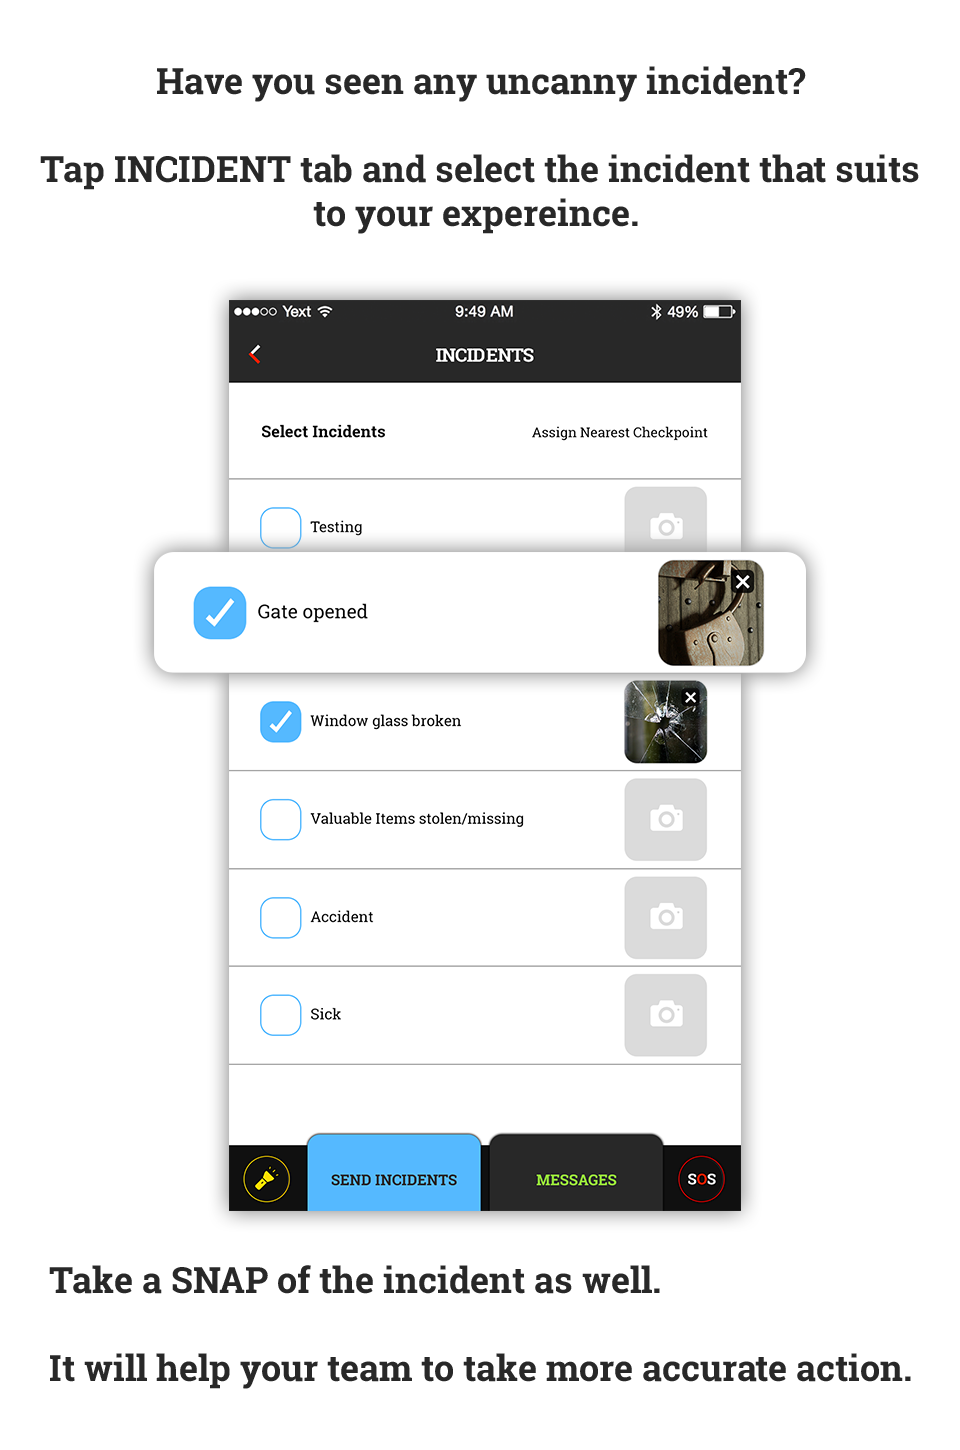 Have you seen any uncanny incident?
Tap INCIDENT tab and select the incident that suits
to your expereince.
Yext
9:49 AM
49%
INCIDENTS
Select Incidents
Assign Nearest Checkpoint
Testing
Gate opened
Window glass broken
Valuable Items stolen/missing
Accident
Sick
SEND INCIDENTS
MESSAGES
SOS
Take a SNAP of the incident as well.
It will help your team to take more accurate action.